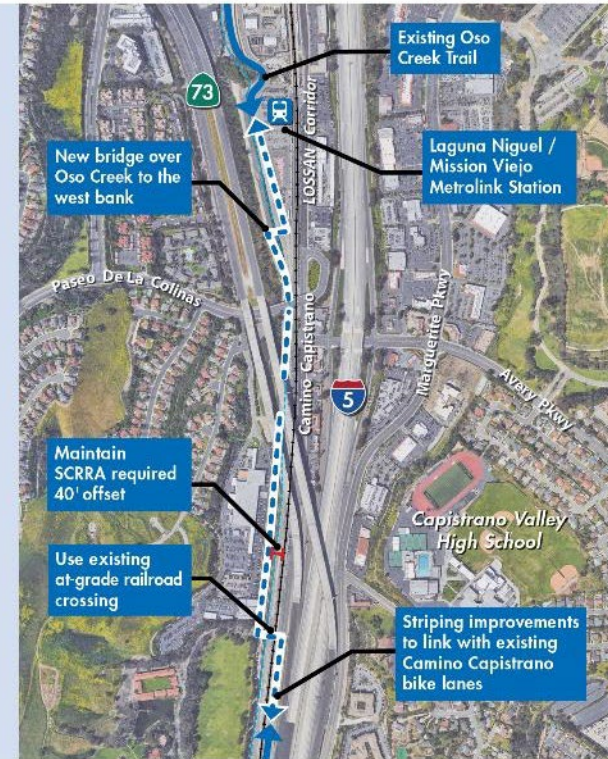 Existing Oso
Creek Trail
73
LOSSAN Corridor
Laguna Niguel /
Mission Viejo
Metrolink Station
New bridge over
Oso Creek to the
west bank
Paseo De La Colinas
Camino Capistrano
Marguerite Pkwy
5
Avery Pkwy
Maintain
SCRRA required
40' offset
Capistrano Valley
High School
Use existing
at-grade railroad
crossing
Striping improvements
to link with existing
Camino Capistrano
bike lanes